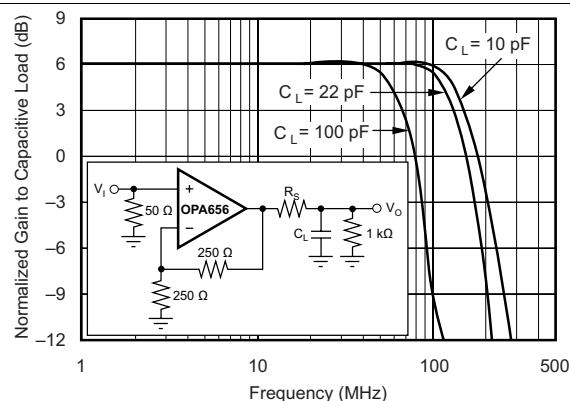 Normalized Gain to Capacitive Load (dB)
9
6
3
0
–3
–6
–9
–12
C L = 10 pF
C L = 22 pF
C L = 100 pF
V I
50 Ω
+
OPA656
–
R S
V O
C L
1 kΩ
250 Ω
250 Ω
1
10
100
500
Frequency (MHz)